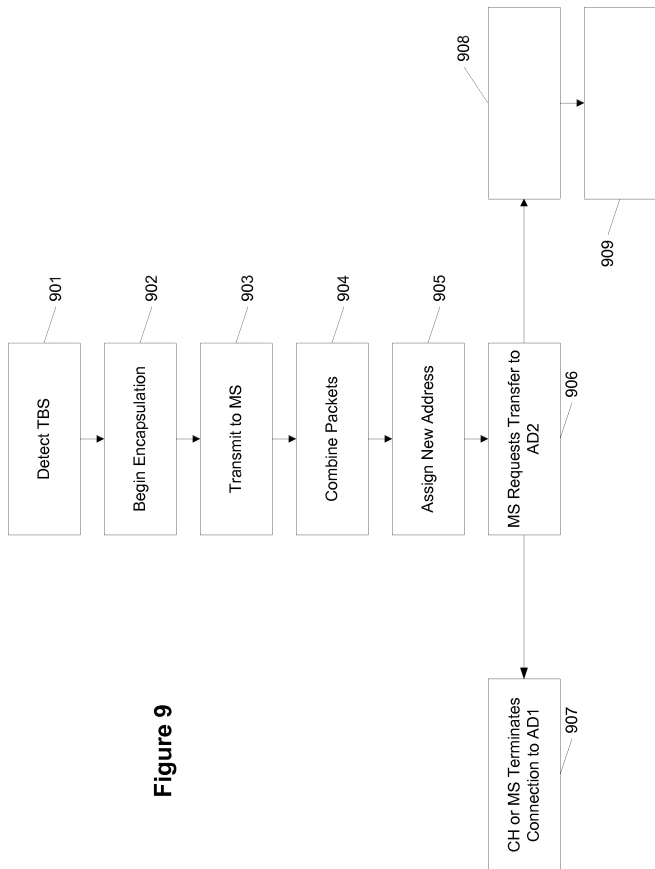 Figure 9
Detect TBS
901
Begin Encapsulation
902
Transmit to MS
903
Combine Packets
904
Assign New Address
905
MS Requests Transfer to
AD2
906
CH or MS Terminates
Connection to AD1
907
908
909